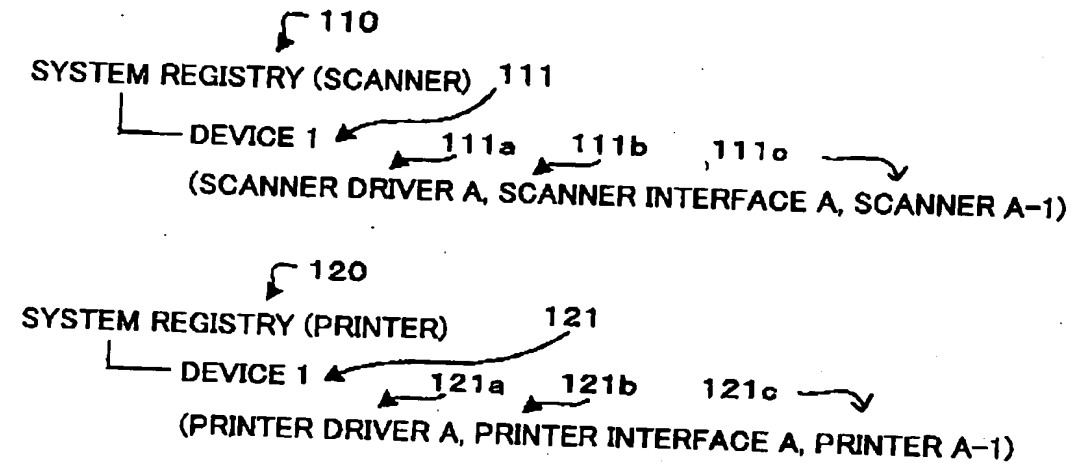 110
SYSTEM REGISTRY (SCANNER) 111
DEVICE 1
111a 111b 111c
(SCANNER DRIVER A, SCANNER INTERFACE A, SCANNER A-1)
120
SYSTEM REGISTRY (PRINTER) 121
DEVICE 1
121a 121b 121c
(PRINTER DRIVER A, PRINTER INTERFACE A, PRINTER A-1)